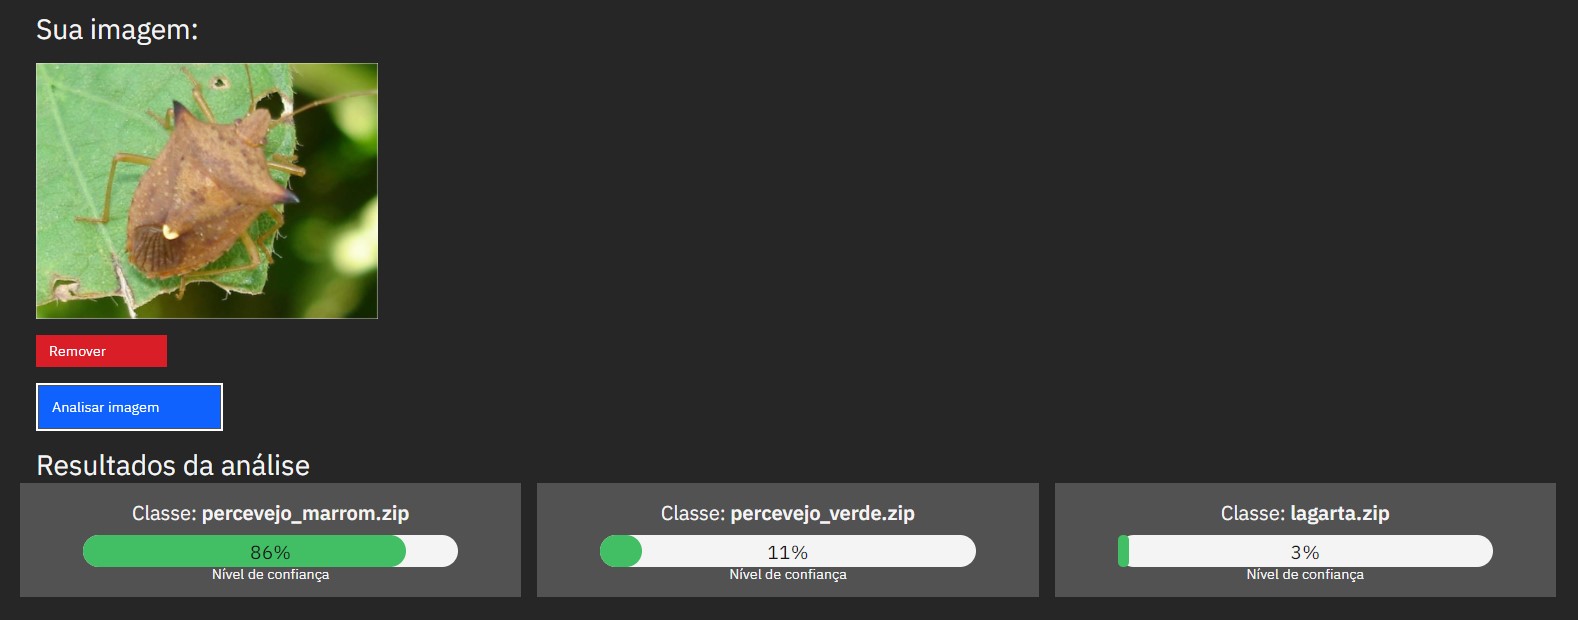 Sua imagem:
Remover
Analisar imagem
Resultados da análise
Classe: percevejo_marrom.zip
86%
Nível de confiança
Classe: percevejo_verde.zip
11%
Nível de confiança
Classe: lagarta.zip
3%
Nível de confiança